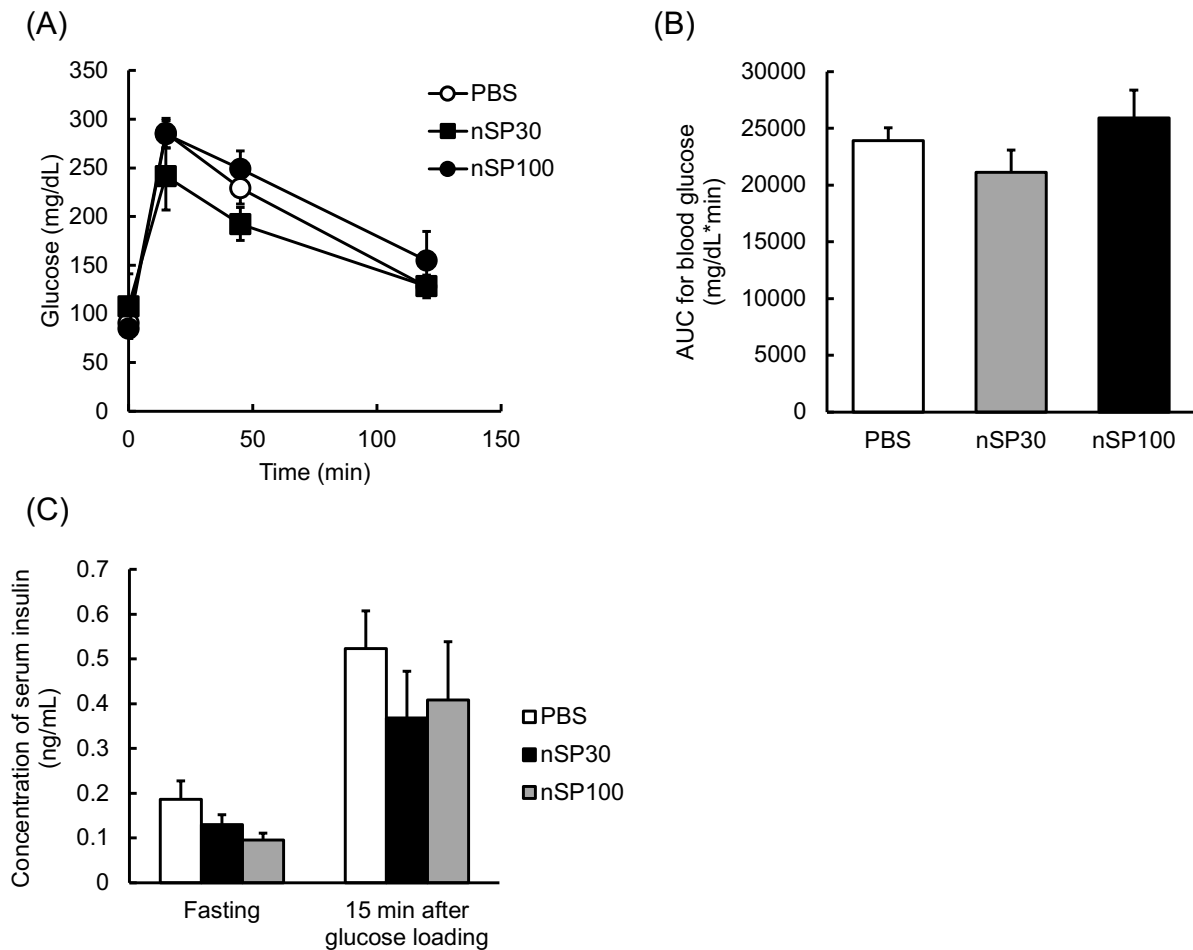 (A)
350
300
250
200
150
100
50
0
Glucose (mg/dL)
0
50
100
150
Time (min)
PBS
nSP30
nSP100
(B)
30000
25000
20000
15000
10000
5000
0
AUC for blood glucose
(mg/dL*min)
PBS
nSP30
nSP100
(C)
0.7
0.6
0.5
0.4
0.3
0.2
0.1
0
Concentration of serum insulin
(ng/mL)
Fasting
15 min after
glucose loading
PBS
nSP30
nSP100